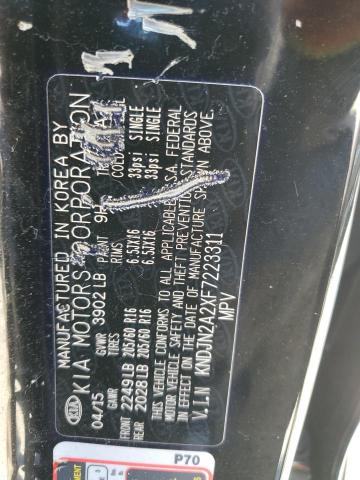 MANUFACTURED IN KOREA BY
KIA KIA MOTORS CORPORATION
04/15 GVWR 3902LB PAINT
GAWR TIRES RIMS COLD
FRONT 2249LB 205/60 R16 6.5JX16 33psi SINGLE
REAR 2028LB 205/60 R16 6.5JX16 33psi SINGLE
THIS VEHICLE CONFORMS TO ALL APPLICABLE U.S.A. FEDERAL
MOTOR VEHICLE SAFETY AND THEFT PREVENTION STANDARDS
IN EFFECT ON THE DATE OF MANUFACTURE SHOWN ABOVE.
V.I.N KNDJN2A2XF7223311
MPV
P70